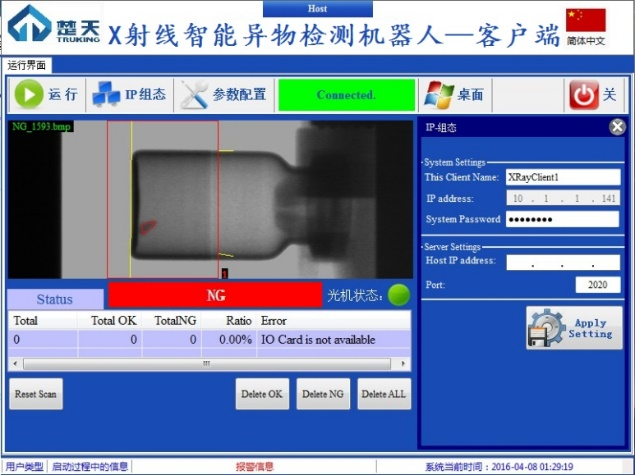 Host
楚天
TRUKING
X射线智能异物检测机器人—客户端
简体中文
运行界面
运 行
IP组态
参数配置
Connected.
桌面
关
NG_1593.bmp
1
IP-组态
System Settings
This Client Name: XRayClient1
IP address: 10 . 1 . 1 . 141
System Password ●●●●●●●●
Server Settings
Host IP address: . . .
Port: 2020
Apply Setting
Status
NG
光机状态:
Total Total OK TotalNG Ratio Error
0 0 0 0.00% IO Card is not available
Reset Scan
Delete OK
Delete NG
Delete ALL
用户类型
启动过程中的信息
报警信息
系统当前时间：2016-04-08 01:29:19